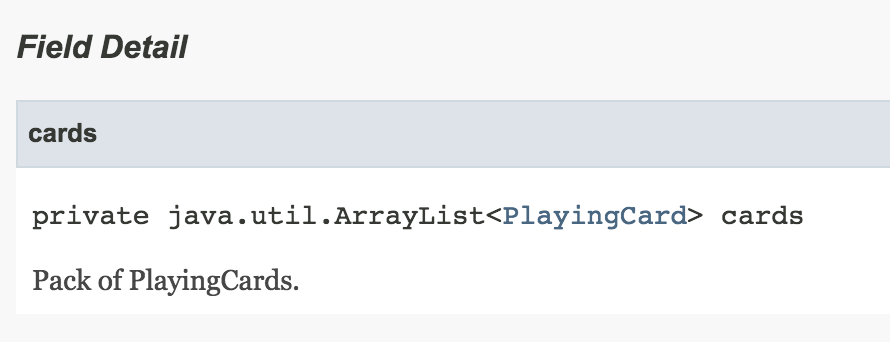 Field Detail
cards
private java.util.ArrayList<PlayingCard> cards
Pack of PlayingCards.